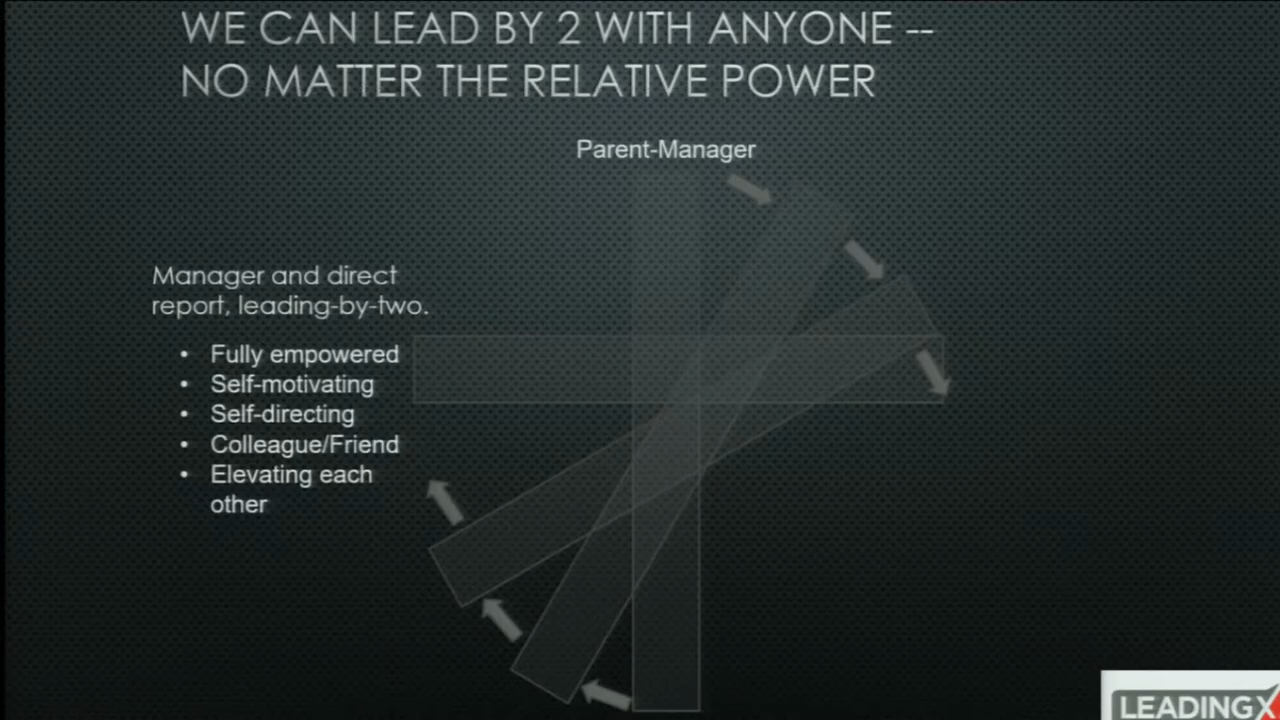 WE CAN LEAD BY 2 WITH ANYONE --
NO MATTER THE RELATIVE POWER
Parent-Manager
Manager and direct
report, leading-by-two.
• Fully empowered
• Self-motivating
• Self-directing
• Colleague/Friend
• Elevating each
other
LEADINGX